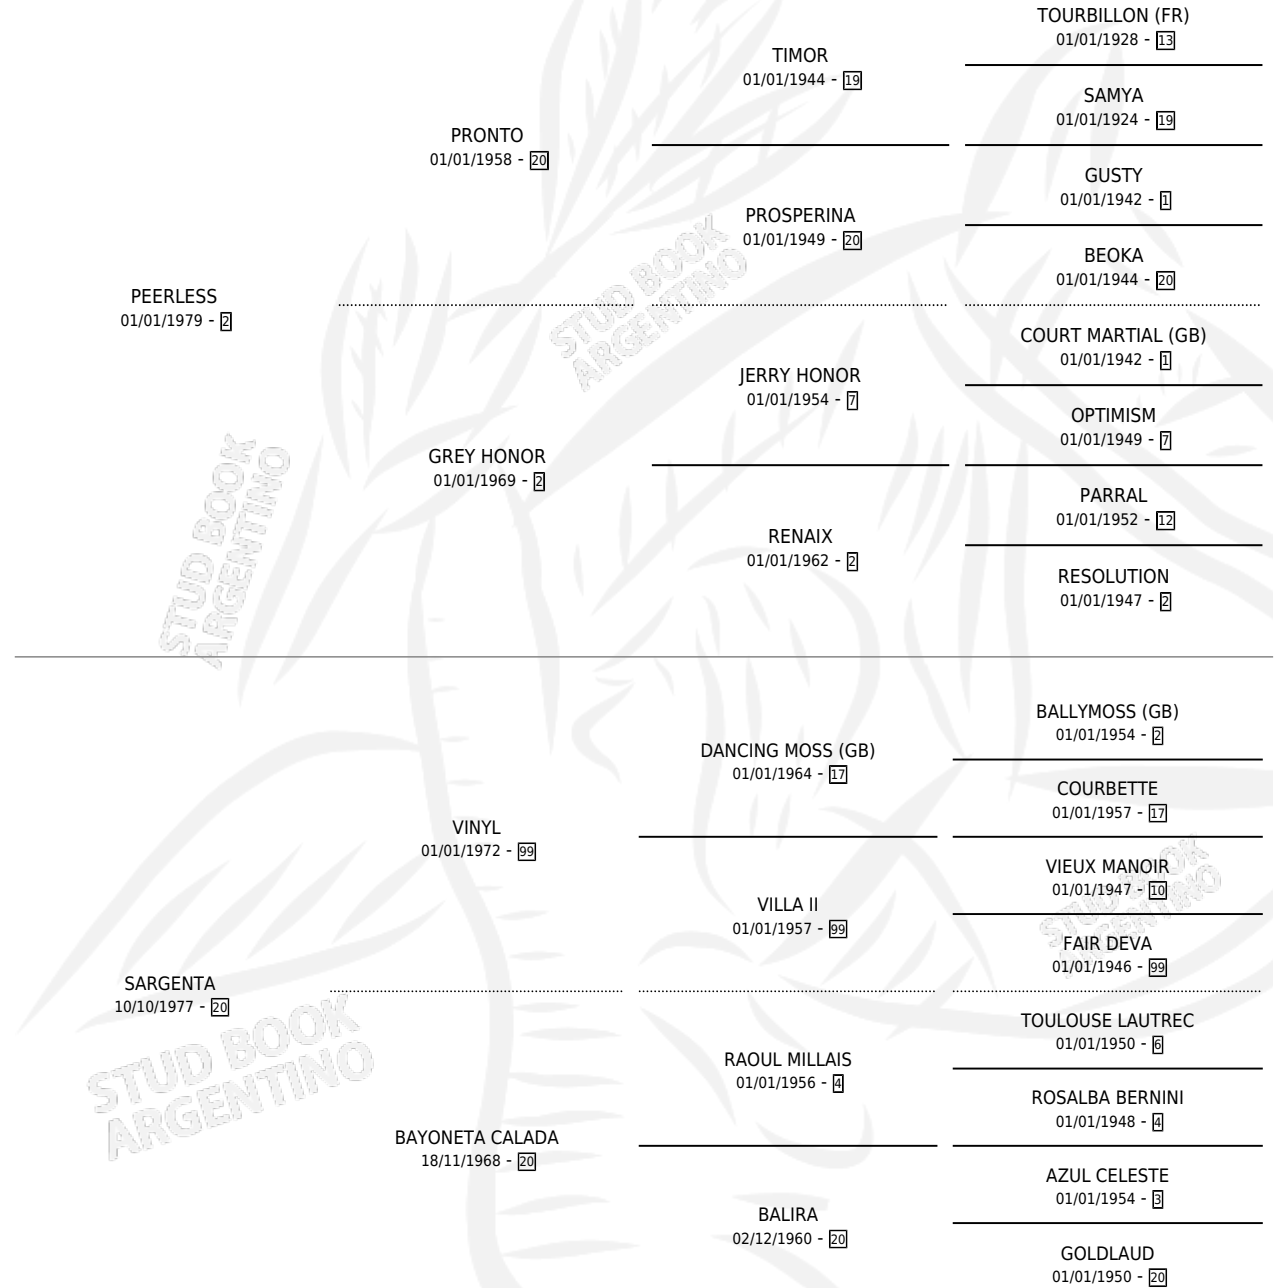 TOURBILLON (FR)
01/01/1928 - 13
TIMOR
01/01/1944 - 19
SAMYA
01/01/1924 - 19
PRONTO
01/01/1958 - 20
GUSTY
01/01/1942 - 1
PROSPERINA
01/01/1949 - 20
BEOKA
01/01/1944 - 20
PEERLESS
01/01/1979 - 2
STUD BOOK
ARGENTINO
COURT MARTIAL (GB)
01/01/1942 - 1
JERRY HONOR
01/01/1954 - 7
OPTIMISM
01/01/1949 - 7
GREY HONOR
01/01/1969 - 2
PARRAL
01/01/1952 - 12
RENAIX
01/01/1962 - 2
RESOLUTION
01/01/1947 - 2
STUD BOOK
ARGENTINO
BALLYMOSS (GB)
01/01/1954 - 2
DANCING MOSS (GB)
01/01/1964 - 17
COURBETTE
01/01/1957 - 17
VINYL
01/01/1972 - 99
VIEUX MANOIR
01/01/1947 - 10
VILLA II
01/01/1957 - 99
STUD BOOK
ARGENTINO
FAIR DEVA
01/01/1946 - 99
SARGENTA
10/10/1977 - 20
STUD BOOK
ARGENTINO
TOULOUSE LAUTREC
01/01/1950 - 6
RAOUL MILLAIS
01/01/1956 - 4
ROSALBA BERNINI
01/01/1948 - 4
BAYONETA CALADA
18/11/1968 - 20
AZUL CELESTE
01/01/1954 - 3
BALIRA
02/12/1960 - 20
GOLDLAUD
01/01/1950 - 20